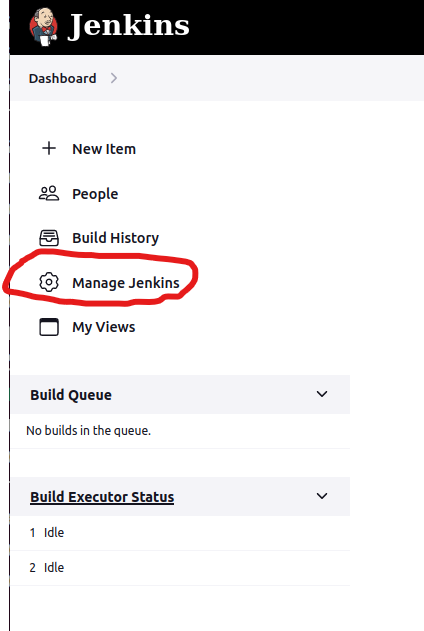 Jenkins
Dashboard
New Item
People
Build History
Manage Jenkins
My Views
Build Queue
No builds in the queue.
Build Executor Status
1 Idle
2 Idle